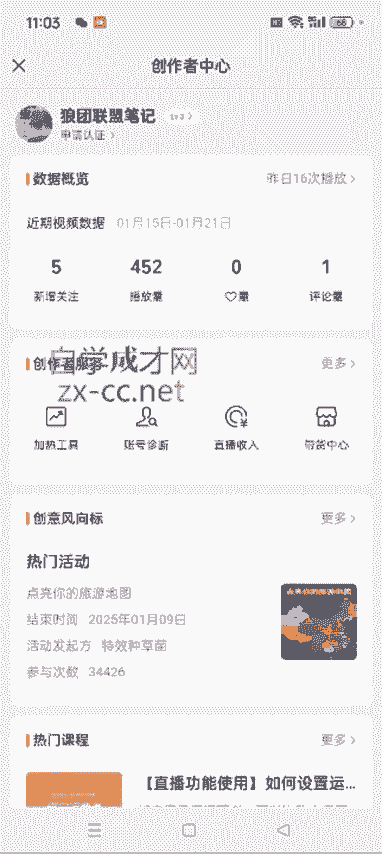 11:03
68
创作者中心
狼团联盟笔记 Lv3 >
申请认证 >
数据概览 昨日16次播放 >
近期视频数据 01月15日-01月21日
5 452 0 1
新增关注 播放量 ♡量 评论量
创作者服务 更多 >
自学成才网
zx-cc.net
加热工具 账号诊断 直播收入 带货中心
创意风向标 更多 >
热门活动
点亮你的旅游地图
结束时间 2025年01月09日
活动发起方 特效种草菌
参与次数 34426
热门课程 更多 >
【直播功能使用】如何设置运...